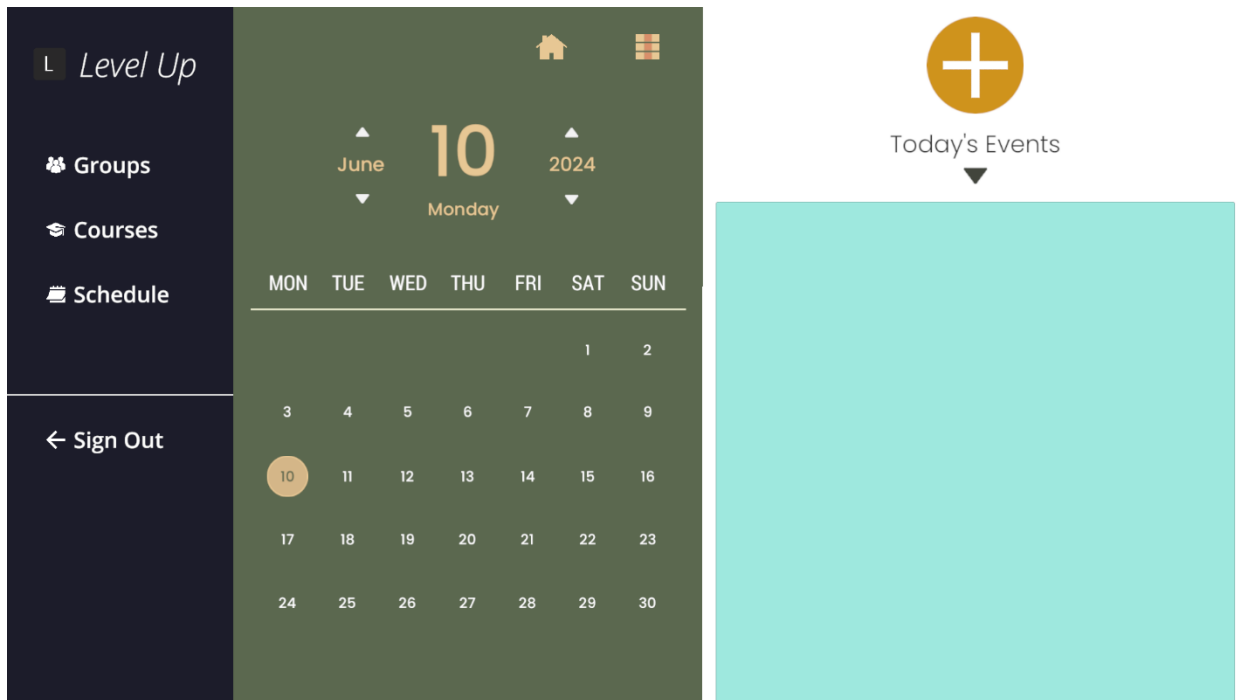 L Level Up
Groups
Courses
Schedule
Sign Out
June 10 2024
Monday
MON TUE WED THU FRI SAT SUN
1 2
3 4 5 6 7 8 9
10 11 12 13 14 15 16
17 18 19 20 21 22 23
24 25 26 27 28 29 30
Today's Events